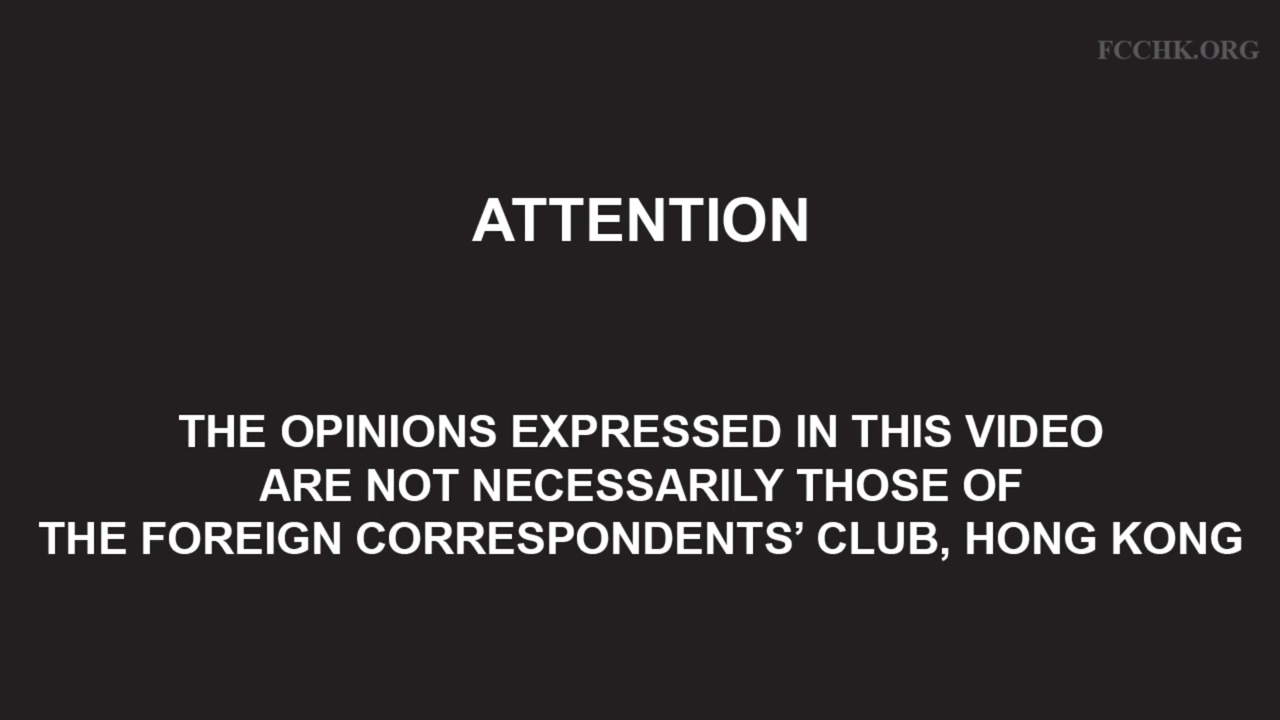 FCCHK.ORG
ATTENTION
THE OPINIONS EXPRESSED IN THIS VIDEO
ARE NOT NECESSARILY THOSE OF
THE FOREIGN CORRESPONDENTS’ CLUB, HONG KONG